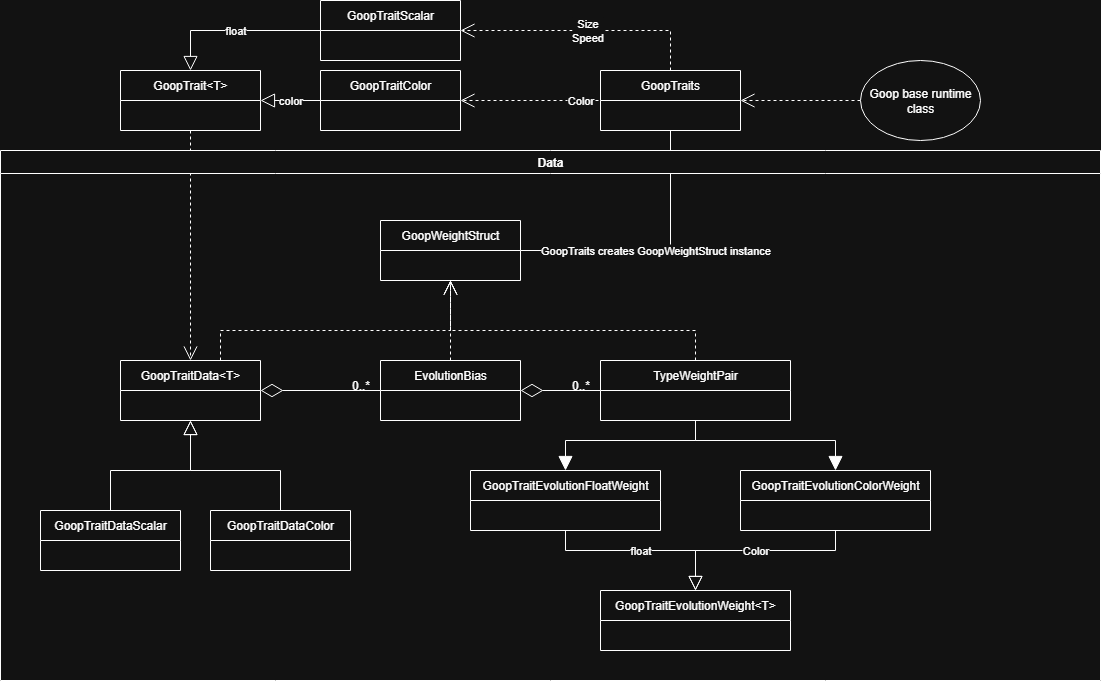 GoopTraitScalar
float
Size
Speed
GoopTrait<T>
color
GoopTraitColor
Color
GoopTraits
Goop base runtime
class
Data
GoopWeightStruct
GoopTraits creates GoopWeightStruct instance
GoopTraitData<T>
0..*
EvolutionBias
0..*
TypeWeightPair
GoopTraitEvolutionFloatWeight
GoopTraitEvolutionColorWeight
GoopTraitDataScalar
GoopTraitDataColor
float
Color
GoopTraitEvolutionWeight<T>